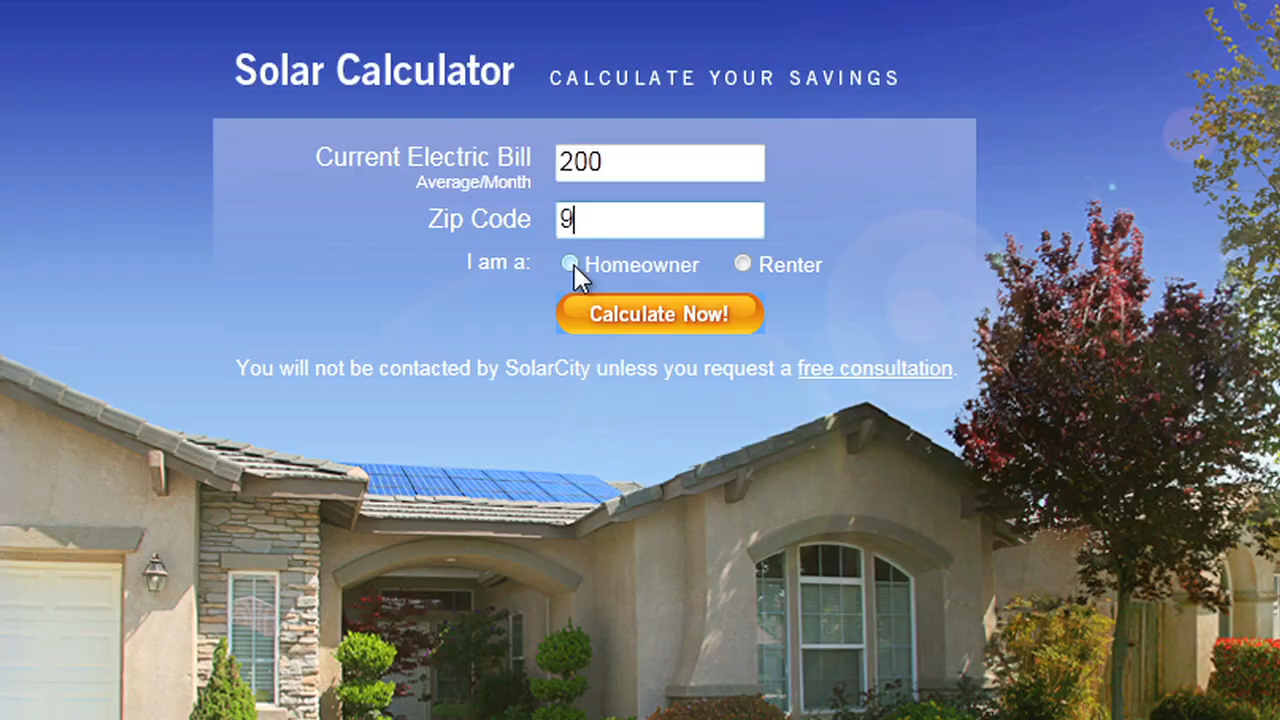 Solar Calculator CALCULATE YOUR SAVINGS
Current Electric Bill 200
Average/Month
Zip Code 9
I am a: Homeowner Renter
Calculate Now!
You will not be contacted by SolarCity unless you request a free consultation.